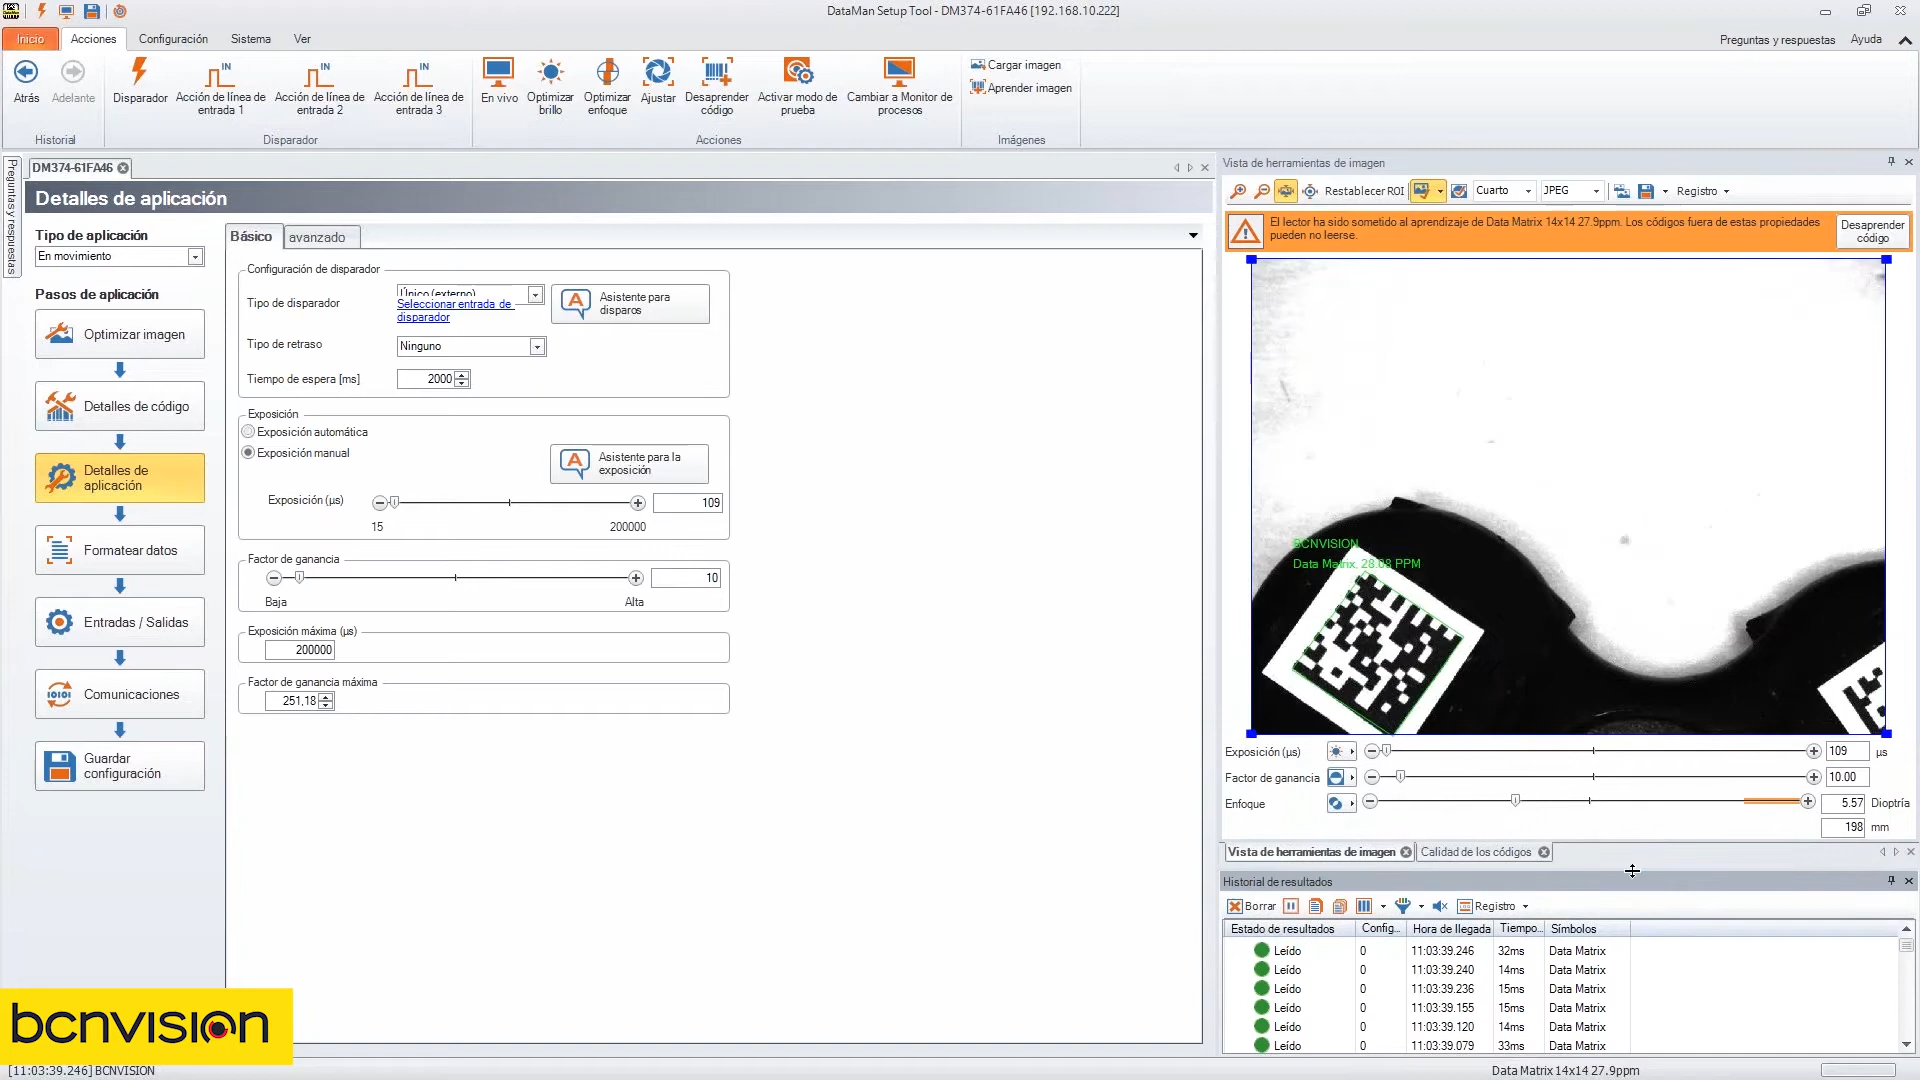 DataMan Setup Tool - DM374-61FA46 [192.168.10.222]
Inicio
Acciones
Configuración
Sistema
Ver
Preguntas y respuestas
Ayuda
Atrás
Adelante
Historial
Disparador
Acción de línea de
entrada 1
Acción de línea de
entrada 2
Acción de línea de
entrada 3
IN
IN
IN
Disparador
En vivo
Optimizar
brillo
Optimizar
enfoque
Ajustar
Desaprender
código
Activar modo de
prueba
Cambiar a Monitor de
procesos
Acciones
Cargar imagen
Aprender imagen
Imágenes
Preguntas y respuestas
DM374-61FA46
Detalles de aplicación
Tipo de aplicación
En movimiento
Pasos de aplicación
Optimizar imagen
Detalles de código
Detalles de
aplicación
Formatear datos
Entradas / Salidas
Comunicaciones
Guardar
configuración
Básico
avanzado
Configuración de disparador
Tipo de disparador
Único (externo)
Seleccionar entrada de
disparador
Asistente para
disparos
Tipo de retraso
Ninguno
Tiempo de espera [ms]
2000
Exposición
Exposición automática
Exposición manual
Asistente para la
exposición
Exposición (µs)
109
15
200000
Factor de ganancia
10
Baja
Alta
Exposición máxima (µs)
200000
Factor de ganancia máxima
251,18
Vista de herramientas de imagen
Restablecer ROI
Cuarto
JPEG
Registro
El lector ha sido sometido al aprendizaje de Data Matrix 14x14 27.9ppm. Los códigos fuera de estas propiedades
pueden no leerse.
Desaprender
código
BCNVISION
Data Matrix, 28.08 PPM
Exposición (µs)
109
µs
Factor de ganancia
10.00
Enfoque
5.57
Dioptría
198
mm
Vista de herramientas de imagen
Calidad de los códigos
Historial de resultados
Borrar
Registro
Estado de resultados
Config...
Hora de llegada
Tiempo...
Símbolos
Leído 0 11:03:39.246 32ms Data Matrix
Leído 0 11:03:39.240 14ms Data Matrix
Leído 0 11:03:39.236 15ms Data Matrix
Leído 0 11:03:39.155 15ms Data Matrix
Leído 0 11:03:39.120 14ms Data Matrix
Leído 0 11:03:39.079 33ms Data Matrix
bcnvision
[11:03:39.246] BCNVISION
Data Matrix 14x14 27.9ppm